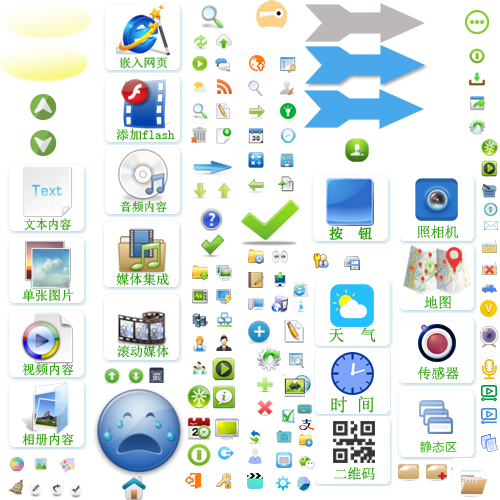 嵌入网页
添加flash
Text
文本内容
音频内容
按 钮
照相机
单张图片
媒体集成
地图
视频内容
滚动媒体
天 气
传感器
相册内容
时 间
静态区
二维码